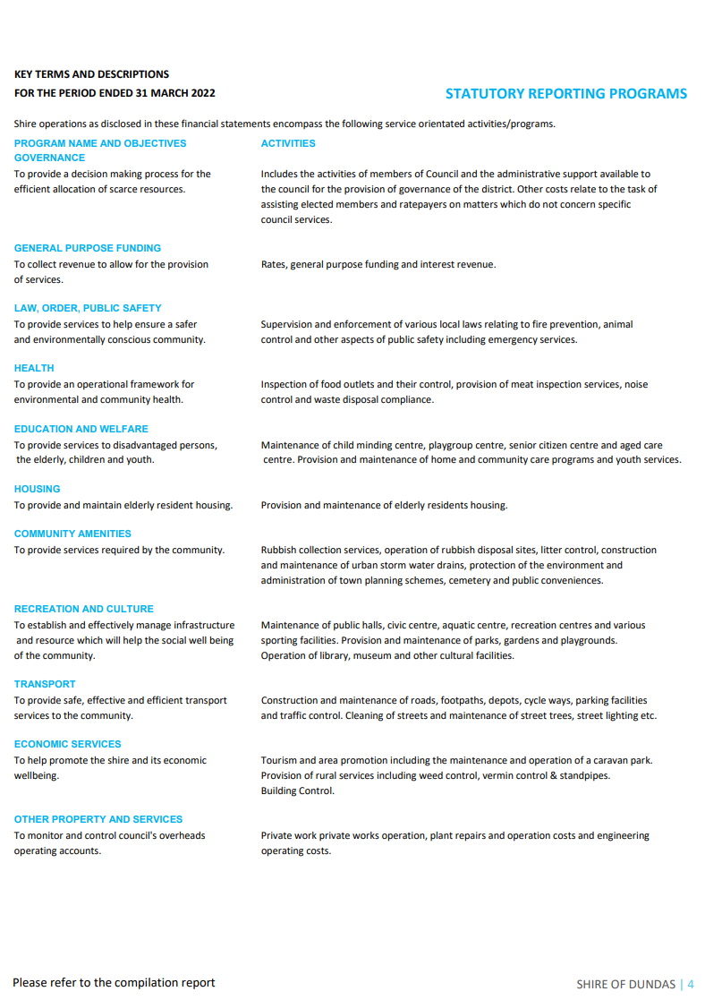 KEY TERMS AND DESCRIPTIONS
FOR THE PERIOD ENDED 31 MARCH 2022
STATUTORY REPORTING PROGRAMS
Shire operations as disclosed in these financial statements encompass the following service orientated activities/programs.
PROGRAM NAME AND OBJECTIVES
ACTIVITIES
GOVERNANCE
To provide a decision making process for the
efficient allocation of scarce resources.
Includes the activities of members of Council and the administrative support available to
the council for the provision of governance of the district. Other costs relate to the task of
assisting elected members and ratepayers on matters which do not concern specific
council services.
GENERAL PURPOSE FUNDING
To collect revenue to allow for the provision
of services.
Rates, general purpose funding and interest revenue.
LAW, ORDER, PUBLIC SAFETY
To provide services to help ensure a safer
and environmentally conscious community.
Supervision and enforcement of various local laws relating to fire prevention, animal
control and other aspects of public safety including emergency services.
HEALTH
To provide an operational framework for
environmental and community health.
Inspection of food outlets and their control, provision of meat inspection services, noise
control and waste disposal compliance.
EDUCATION AND WELFARE
To provide services to disadvantaged persons,
the elderly, children and youth.
Maintenance of child minding centre, playgroup centre, senior citizen centre and aged care
centre. Provision and maintenance of home and community care programs and youth services.
HOUSING
To provide and maintain elderly resident housing.
Provision and maintenance of elderly residents housing.
COMMUNITY AMENITIES
To provide services required by the community.
Rubbish collection services, operation of rubbish disposal sites, litter control, construction
and maintenance of urban storm water drains, protection of the environment and
administration of town planning schemes, cemetery and public conveniences.
RECREATION AND CULTURE
To establish and effectively manage infrastructure
and resource which will help the social well being
of the community.
Maintenance of public halls, civic centre, aquatic centre, recreation centres and various
sporting facilities. Provision and maintenance of parks, gardens and playgrounds.
Operation of library, museum and other cultural facilities.
TRANSPORT
To provide safe, effective and efficient transport
services to the community.
Construction and maintenance of roads, footpaths, depots, cycle ways, parking facilities
and traffic control. Cleaning of streets and maintenance of street trees, street lighting etc.
ECONOMIC SERVICES
To help promote the shire and its economic
wellbeing.
Tourism and area promotion including the maintenance and operation of a caravan park.
Provision of rural services including weed control, vermin control & standpipes.
Building Control.
OTHER PROPERTY AND SERVICES
To monitor and control council's overheads
operating accounts.
Private work private works operation, plant repairs and operation costs and engineering
operating costs.
Please refer to the compilation report
SHIRE OF DUNDAS | 4